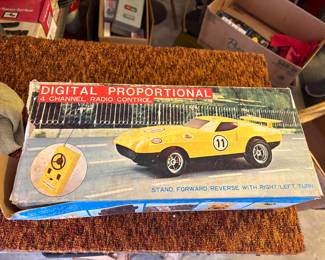 DIGITAL PROPORTIONAL
4 CHANNEL RADIO CONTROL
11
STAND, FORWARD/REVERSE WITH RIGHT/LEFT TURN